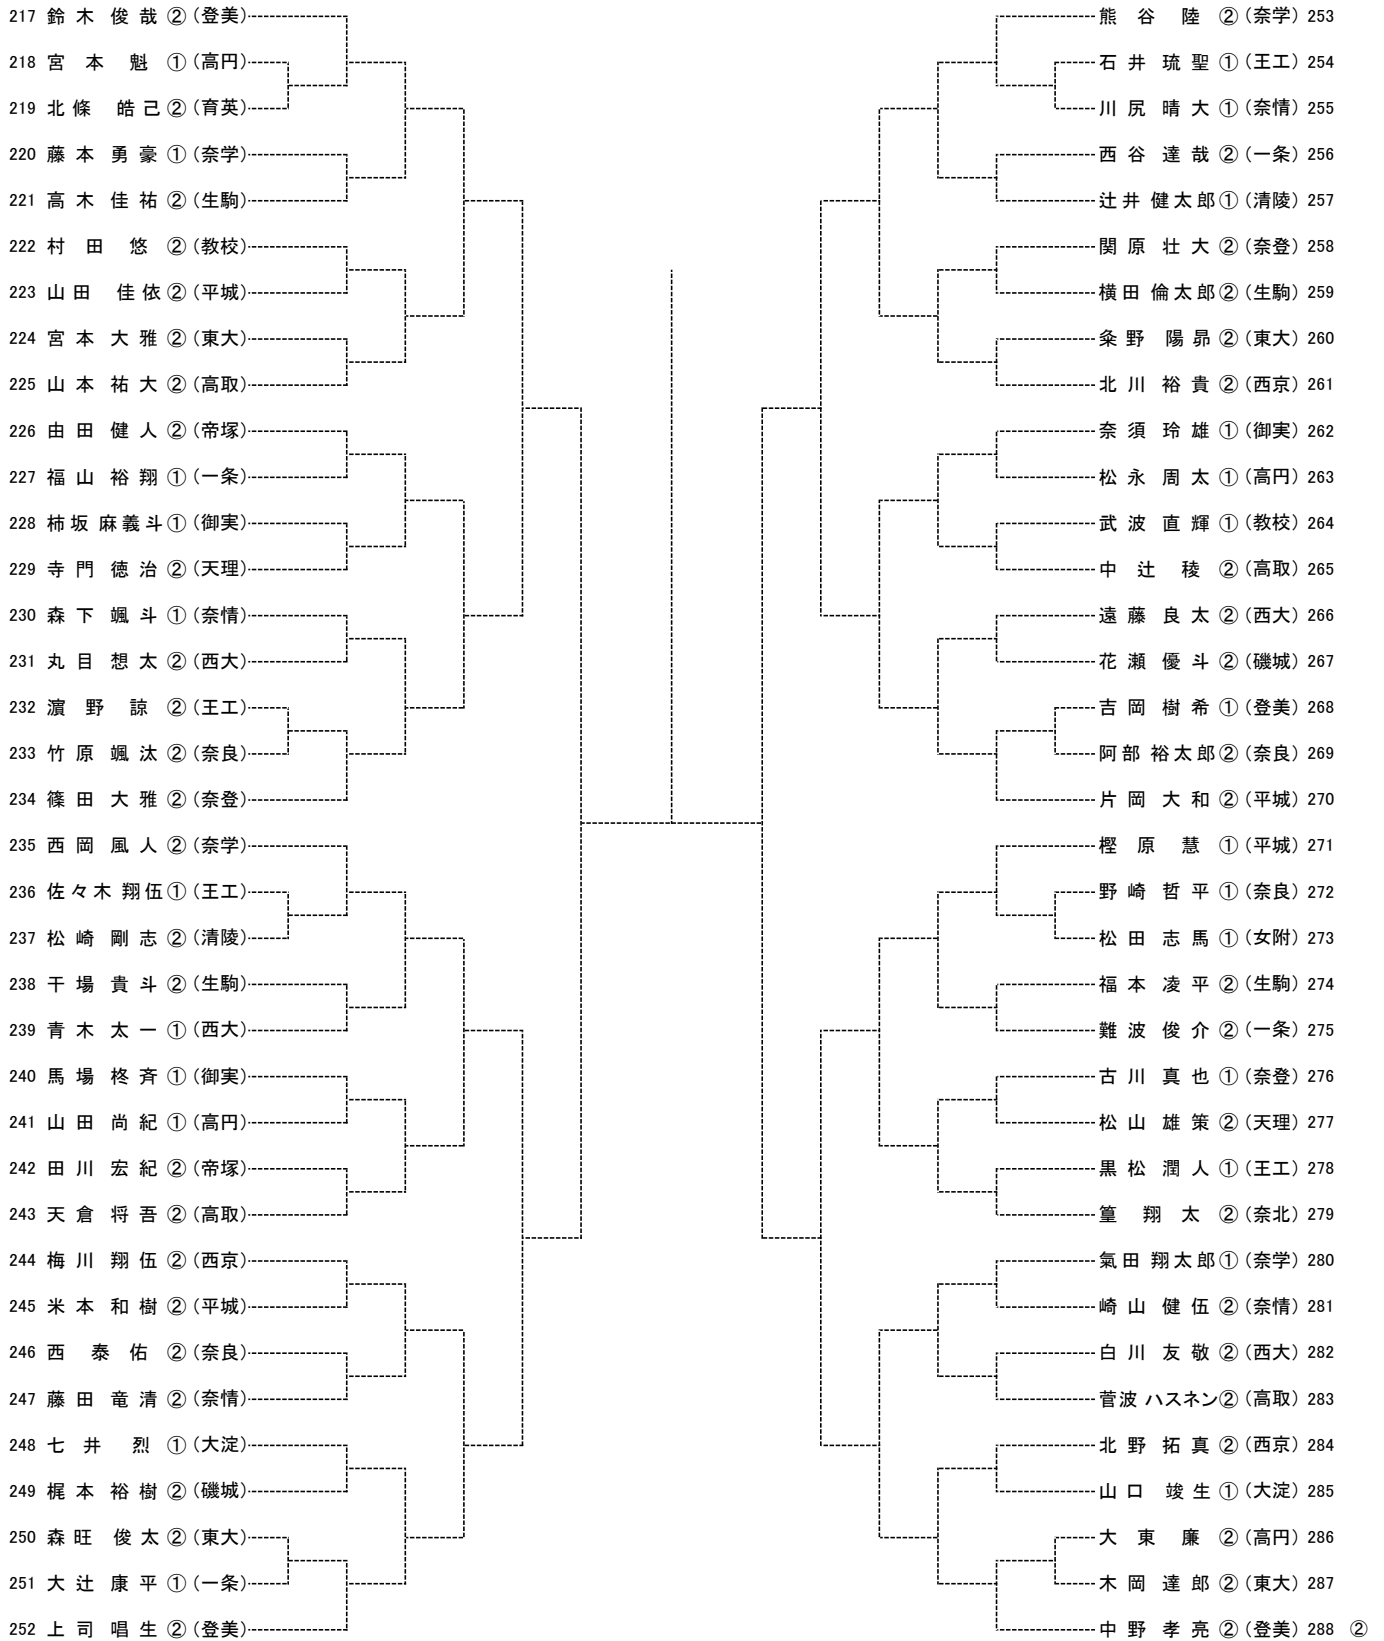 217 鈴木 俊哉 ② (登美)
218 宮本 魁 ① (高円)
219 北條 皓己 ② (育英)
220 藤本 勇豪 ① (奈学)
221 高木 佳祐 ② (生駒)
222 村田 悠 ② (教校)
223 山田 佳依 ② (平城)
224 宮本 大雅 ② (東大)
225 山本 祐大 ② (高取)
226 由田 健人 ② (帝塚)
227 福山 裕翔 ① (一条)
228 柿坂 麻義斗 ① (御実)
229 寺門 徳治 ② (天理)
230 森下 颯斗 ① (奈情)
231 丸目 想太 ② (西大)
232 濵野 諒 ② (王工)
233 竹原 颯汰 ② (奈良)
234 篠田 大雅 ② (奈登)
235 西岡 風人 ② (奈学)
236 佐々木 翔伍 ① (王工)
237 松崎 剛志 ② (清陵)
238 干場 貴斗 ② (生駒)
239 青木 太一 ① (西大)
240 馬場 柊斉 ① (御実)
241 山田 尚紀 ① (高円)
242 田川 宏紀 ② (帝塚)
243 天倉 将吾 ② (高取)
244 梅川 翔伍 ② (西京)
245 米本 和樹 ② (平城)
246 西 泰佑 ② (奈良)
247 藤田 竜清 ② (奈情)
248 七井 烈 ① (大淀)
249 梶本 裕樹 ② (磯城)
250 森旺 俊太 ② (東大)
251 大辻 康平 ① (一条)
252 上司 唱生 ② (登美)
熊谷 陸 ② (奈学) 253
石井 琉聖 ① (王工) 254
川尻 晴大 ① (奈情) 255
西谷 達哉 ② (一条) 256
辻井 健太郎 ① (清陵) 257
関原 壮大 ② (奈登) 258
横田 倫太郎 ② (生駒) 259
粂野 陽昴 ② (東大) 260
北川 裕貴 ② (西京) 261
奈須 玲雄 ① (御実) 262
松永 周太 ① (高円) 263
武波 直輝 ① (教校) 264
中辻 稜 ② (高取) 265
遠藤 良太 ② (西大) 266
花瀬 優斗 ② (磯城) 267
吉岡 樹希 ① (登美) 268
阿部 裕太郎 ② (奈良) 269
片岡 大和 ② (平城) 270
樫原 慧 ① (平城) 271
野崎 哲平 ① (奈良) 272
松田 志馬 ① (女附) 273
福本 凌平 ② (生駒) 274
難波 俊介 ② (一条) 275
古川 真也 ① (奈登) 276
松山 雄策 ② (天理) 277
黒松 潤人 ① (王工) 278
篁 翔太 ② (奈北) 279
氣田 翔太郎 ① (奈学) 280
崎山 健伍 ② (奈情) 281
白川 友敬 ② (西大) 282
菅波 ハスネン ② (高取) 283
北野 拓真 ② (西京) 284
山口 竣生 ① (大淀) 285
大東 廉 ② (高円) 286
木岡 達郎 ② (東大) 287
中野 孝亮 ② (登美) 288 ②